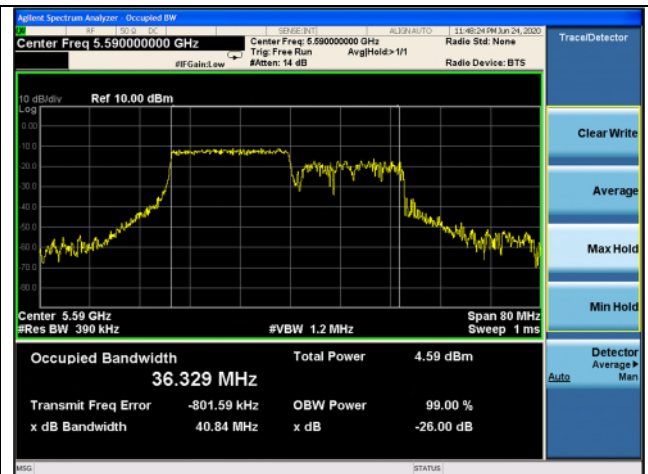 Agilent Spectrum Analyzer - Occupied BW
RF 50 Ω DC SENSE:INT ALIGN AUTO 11:48:24 PM Jun 24, 2020
Center Freq 5.590000000 GHz Center Freq: 5.590000000 GHz Radio Std: None Trace/Detector
Trig: Free Run Avg|Hold:>1/1
#IFGain:Low #Atten: 14 dB Radio Device: BTS
10 dB/div Ref 10.00 dBm
Log
0.00
-10.0
-20.0
-30.0
-40.0
-50.0
-60.0
-70.0
-80.0
Clear Write
Average
Max Hold
Min Hold
Center 5.59 GHz Span 80 MHz
#Res BW 390 kHz #VBW 1.2 MHz Sweep 1 ms
Occupied Bandwidth Total Power 4.59 dBm
36.329 MHz
Transmit Freq Error -801.59 kHz OBW Power 99.00 %
x dB Bandwidth 40.84 MHz x dB -26.00 dB
Detector
Average▶
Auto Man
MSG STATUS